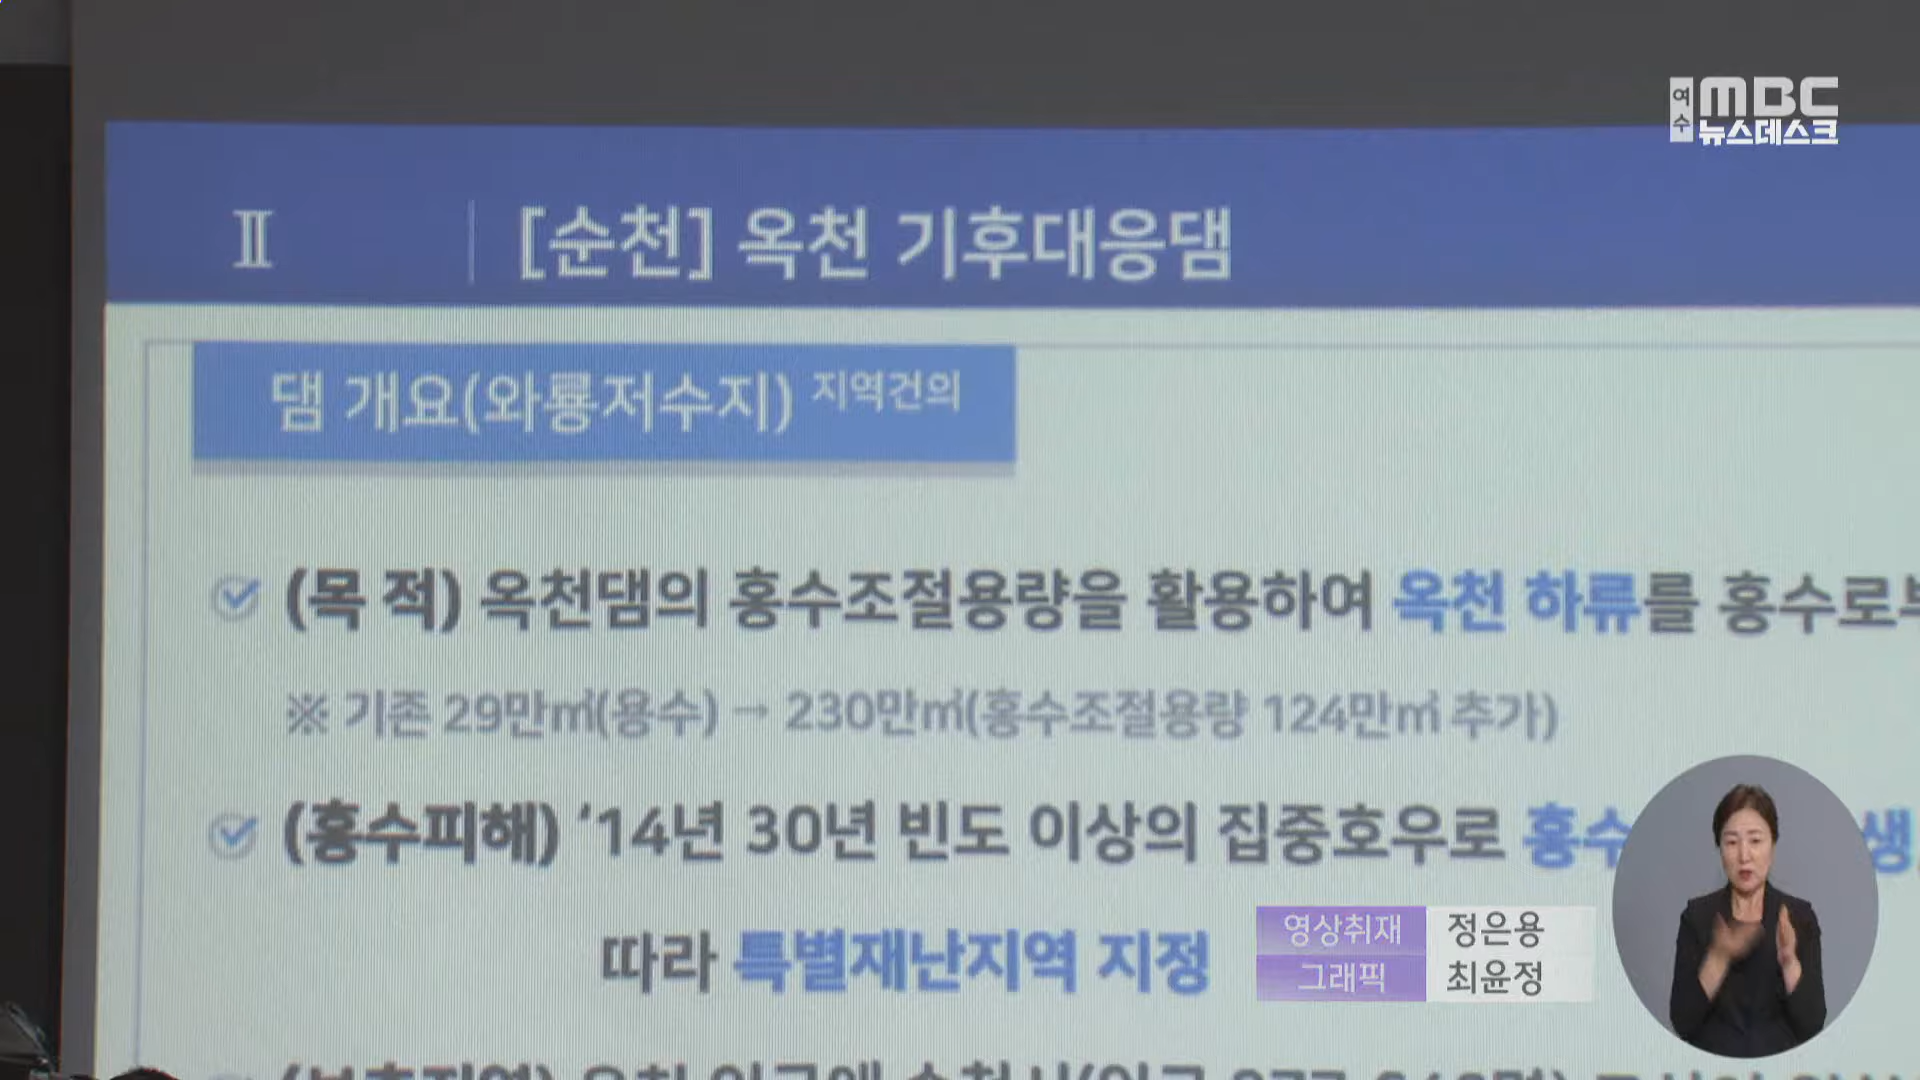 여수 MBC
뉴스데스크
Ⅱ [순천] 옥천 기후대응댐
댐 개요(와룡저수지) 지역건의
(목 적) 옥천댐의 홍수조절용량을 활용하여 옥천 하류를 홍수로부
※ 기존 29만㎥(용수) → 230만㎥(홍수조절용량 124만㎥ 추가)
(홍수피해) ‘14년 30년 빈도 이상의 집중호우로 홍수 생
따라 특별재난지역 지정
영상취재 정은용
그래픽 최윤정